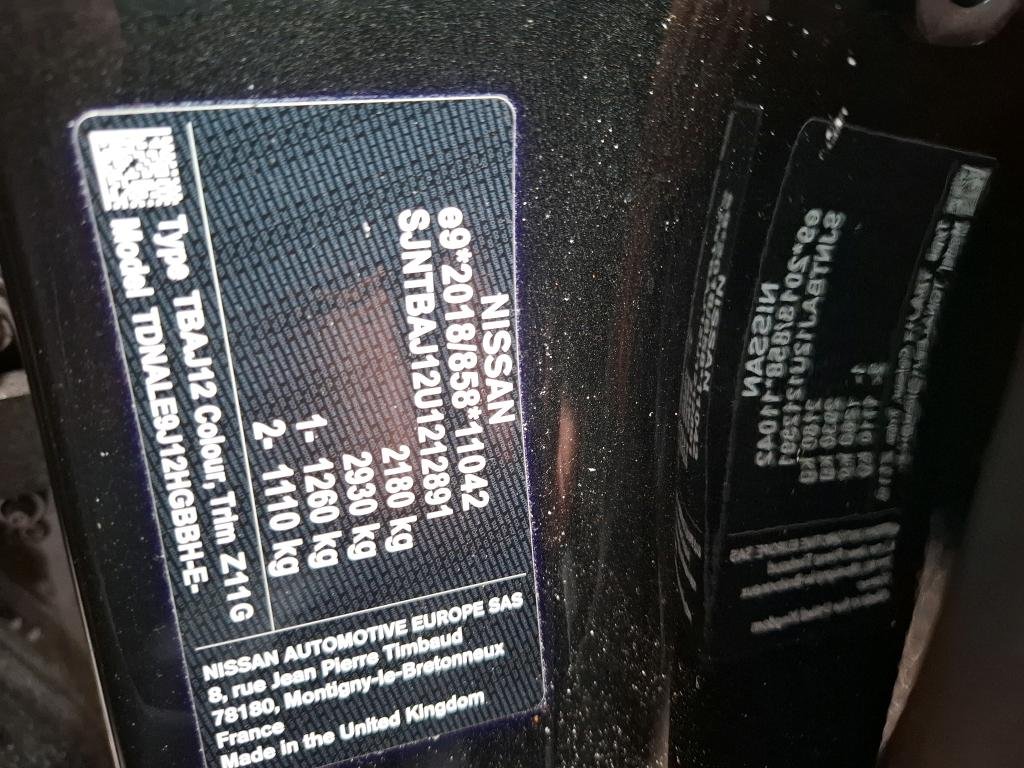 NISSAN
e9*2018/858*11042
SJNTBAJ12U1212891
2180 kg
2930 kg
1- 1260 kg
2- 1110 kg
Type TBAJ12 Colour, Trim Z11 G
Model TDNALE9J12HGBBH-E-
NISSAN AUTOMOTIVE EUROPE SAS
8, rue Jean Pierre Timbaud
78180, Montigny-le-Bretonneux
France
Made in the United Kingdom